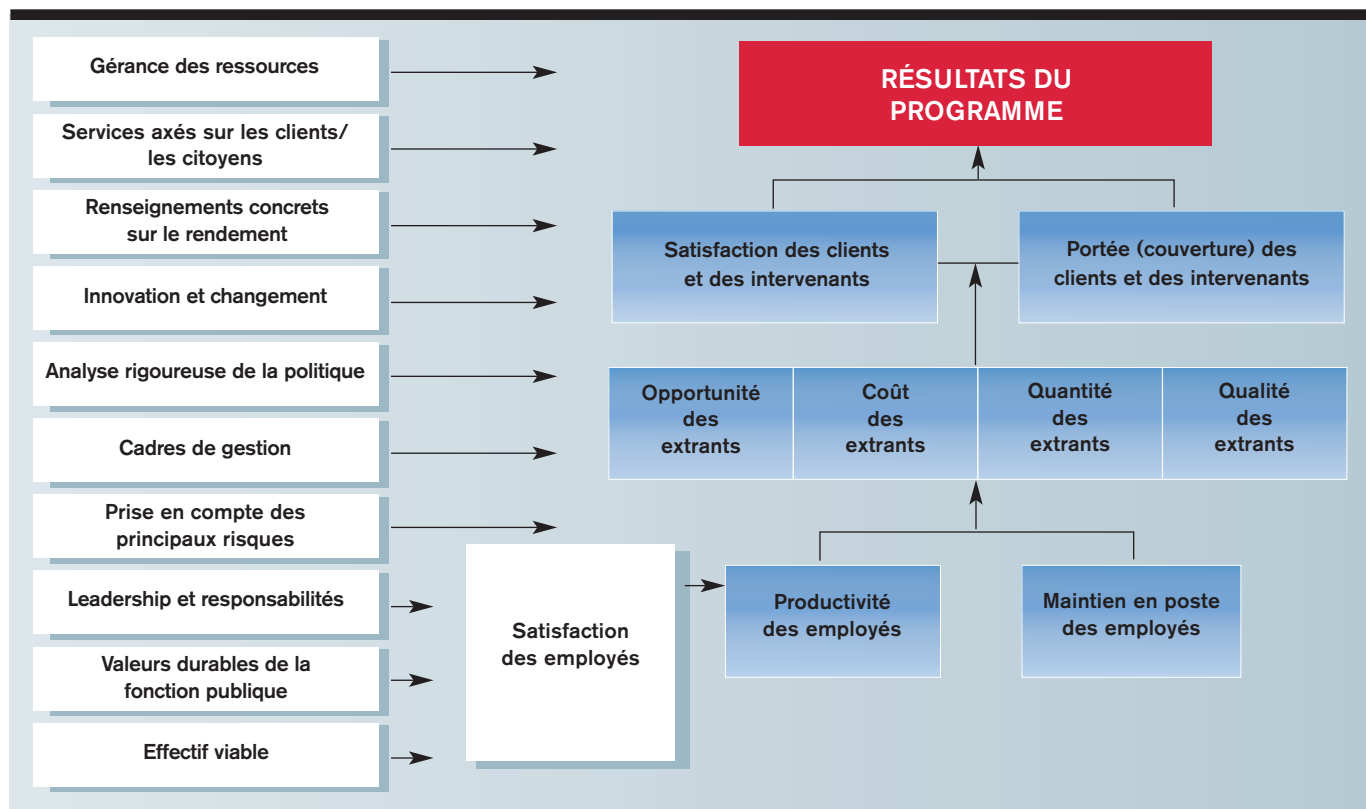 Gérance des ressources
Services axés sur les clients/
les citoyens
Renseignements concrets
sur le rendement
Innovation et changement
Analyse rigoureuse de la politique
Cadres de gestion
Prise en compte des
principaux risques
Leadership et responsabilités
Valeurs durables de la
fonction publique
Effectif viable
Satisfaction
des employés
RÉSULTATS DU
PROGRAMME
Satisfaction des clients
et des intervenants
Portée (couverture) des
clients et des intervenants
Opportunité
des
extrants
Coût
des
extrants
Quantité
des
extrants
Qualité
des
extrants
Productivité
des employés
Maintien en poste
des employés